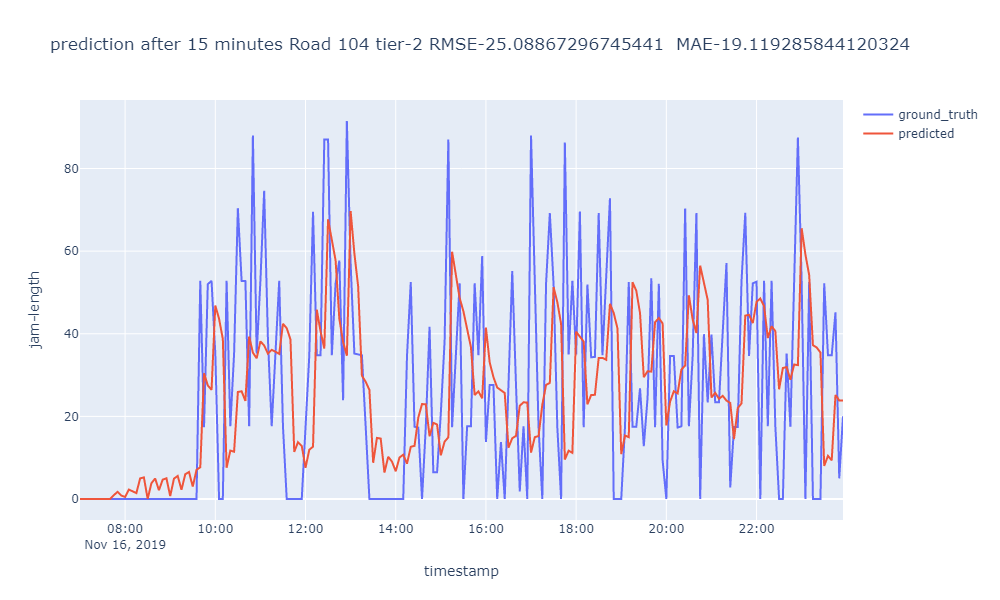 prediction after 15 minutes Road 104 tier-2 RMSE-25.08867296745441  MAE-19.119285844120324
ground_truth
predicted
jam-length
80
60
40
20
0
08:00 10:00 12:00 14:00 16:00 18:00 20:00 22:00
Nov 16, 2019
timestamp